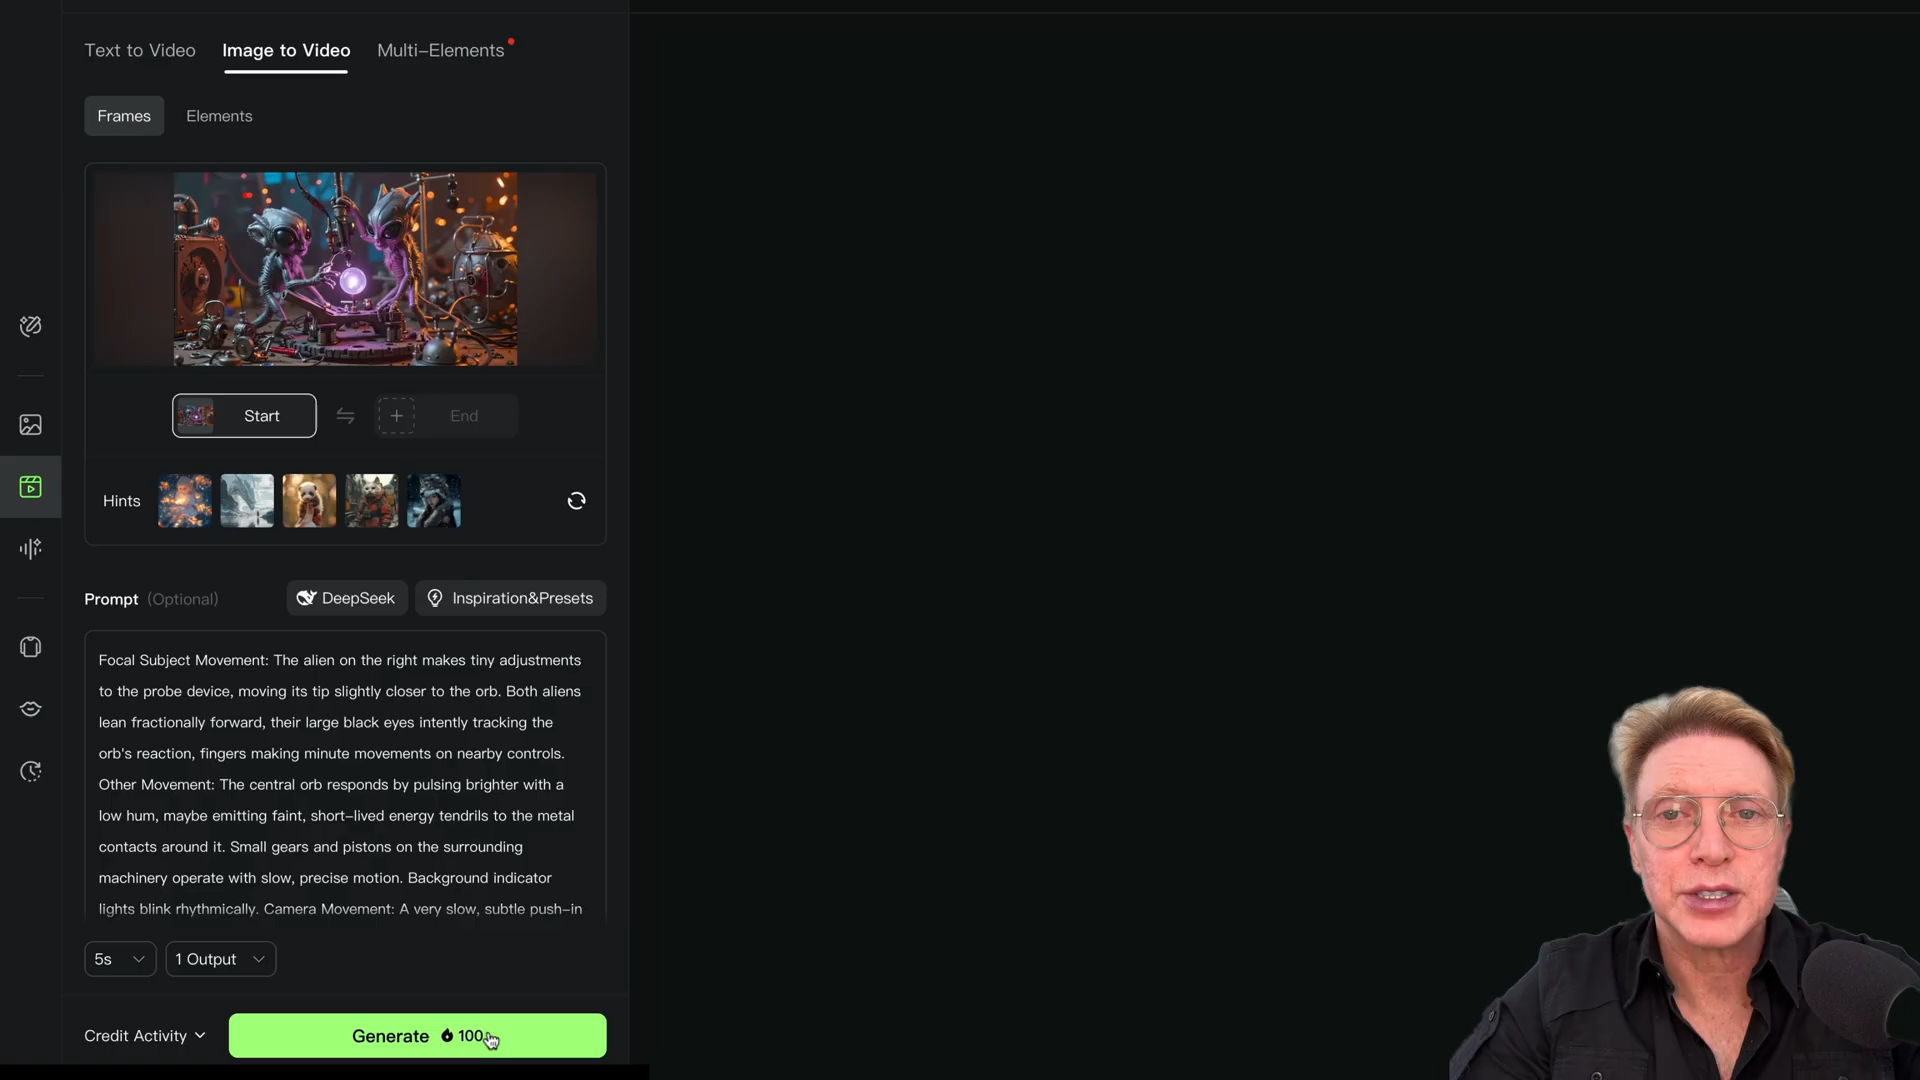 Text to Video
Image to Video
Multi-Elements
Frames
Elements
Start
End
Hints
Prompt (Optional)
DeepSeek
Inspiration&Presets
Focal Subject Movement: The alien on the right makes tiny adjustments
to the probe device, moving its tip slightly closer to the orb. Both aliens
lean fractionally forward, their large black eyes intently tracking the
orb's reaction, fingers making minute movements on nearby controls.
Other Movement: The central orb responds by pulsing brighter with a
low hum, maybe emitting faint, short-lived energy tendrils to the metal
contacts around it. Small gears and pistons on the surrounding
machinery operate with slow, precise motion. Background indicator
lights blink rhythmically. Camera Movement: A very slow, subtle push-in
5s
1 Output
Credit Activity
Generate 100